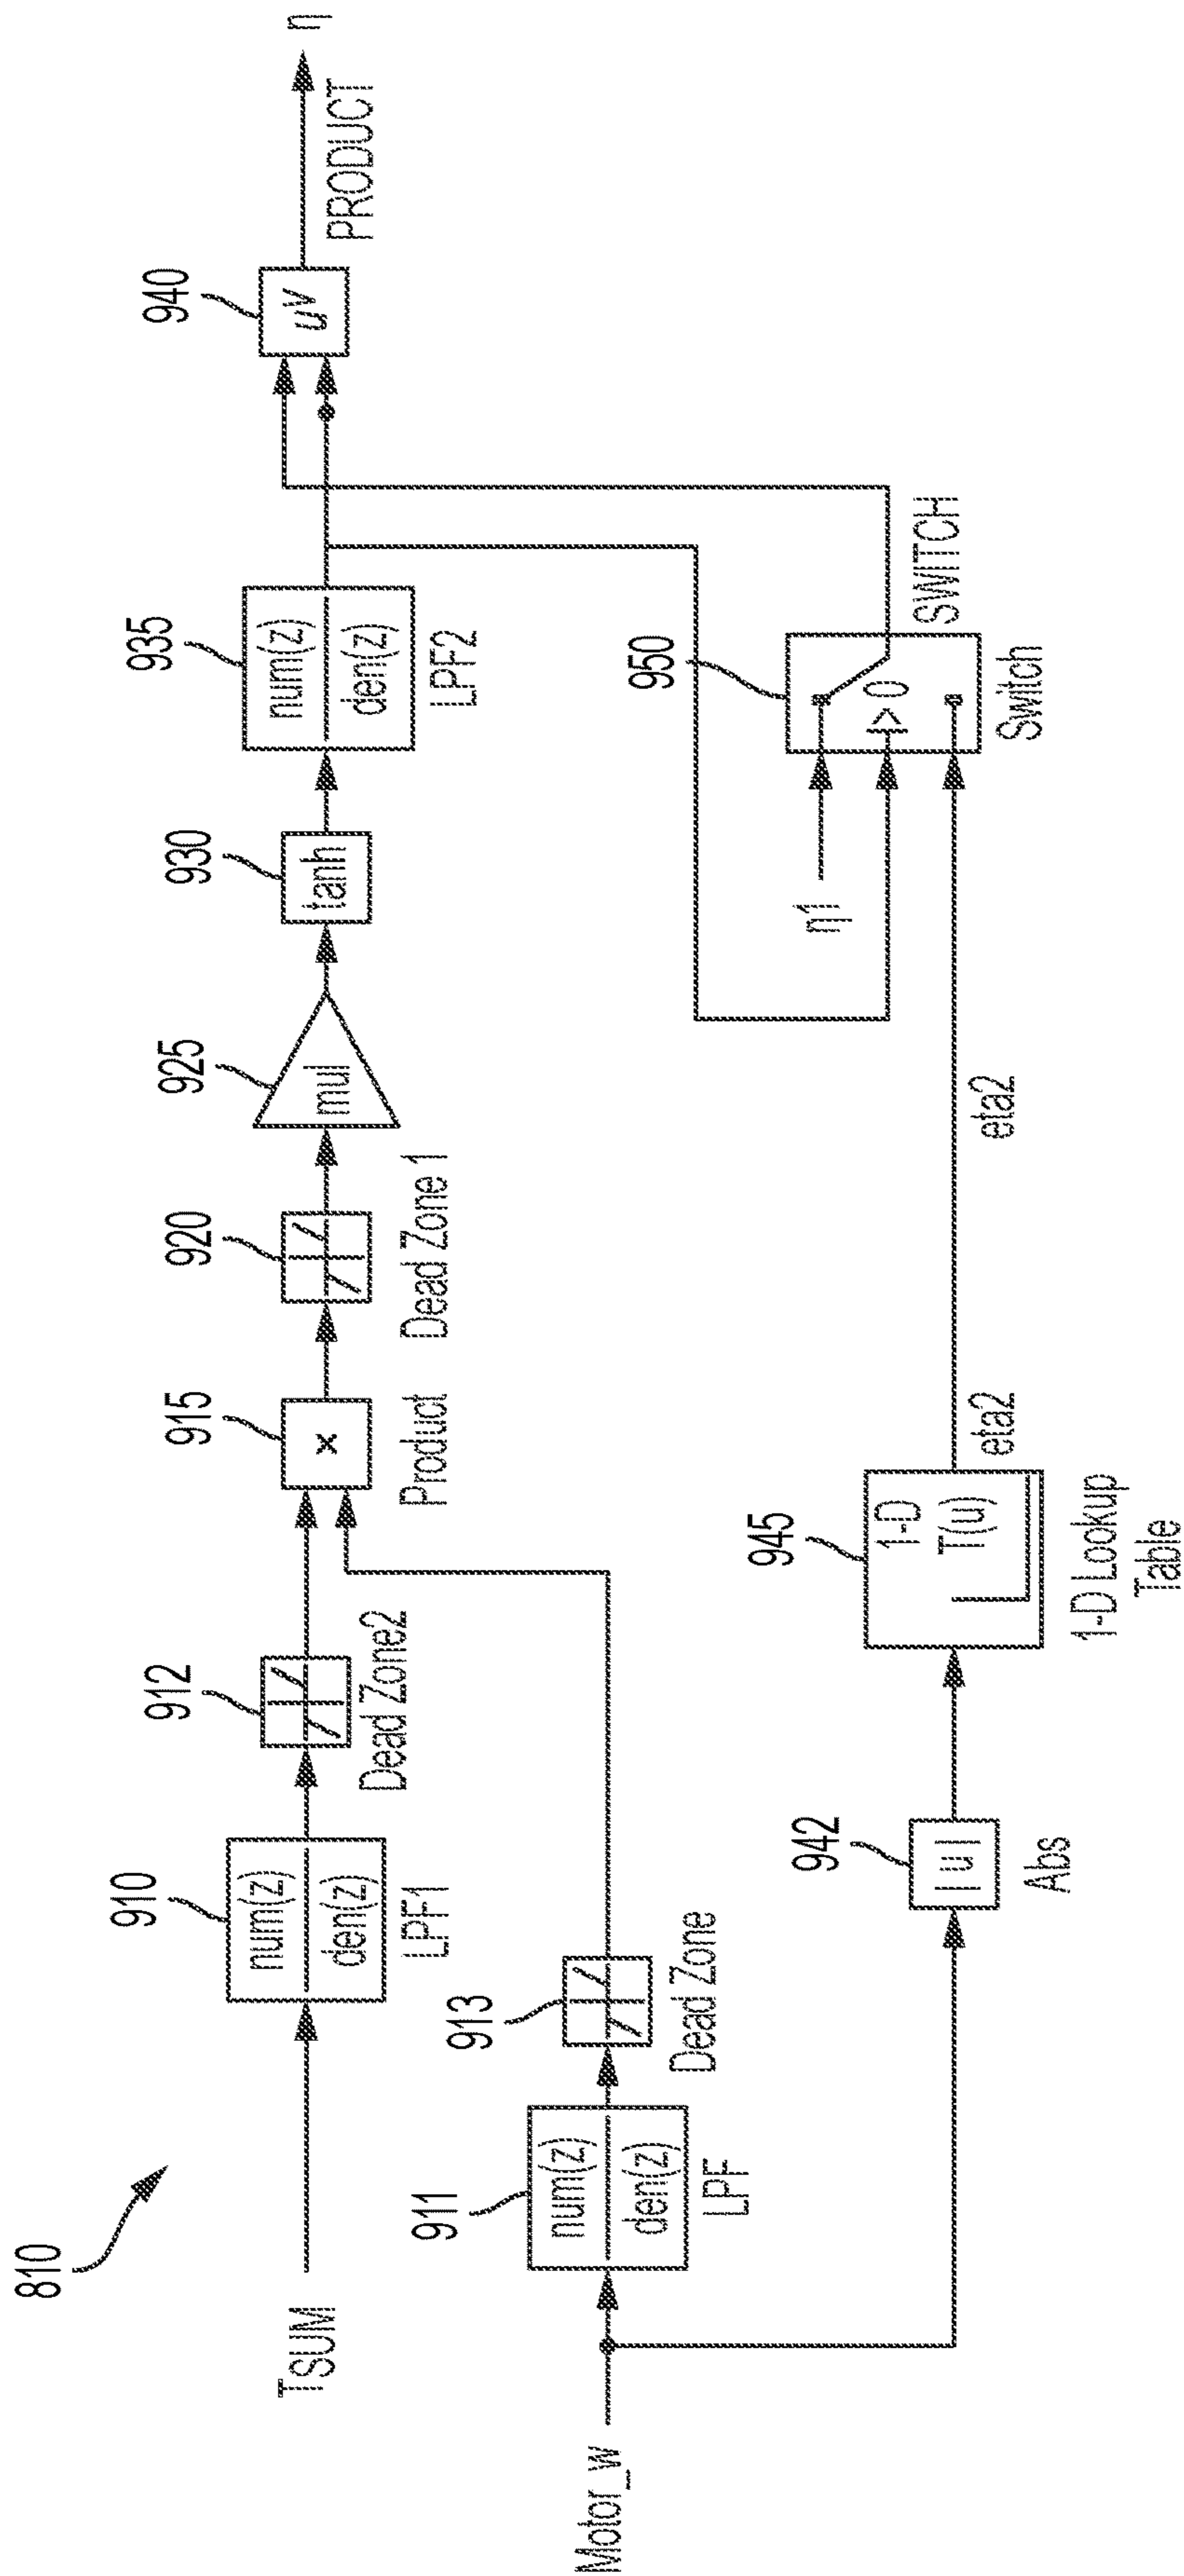 810
TSUM
910
num(z)
den(z)
LPF1
912
Dead Zone2
915
×
Product
920
Dead Zone1
925
mul
930
tanh
935
num(z)
den(z)
LPF2
940
uv
PRODUCT
η
Motor_w
911
num(z)
den(z)
LPF
913
Dead Zone
942
|u|
Abs
945
1-D
T(u)
1-D Lookup
Table
eta2
eta2
η1
950
> 0
Switch
SWITCH